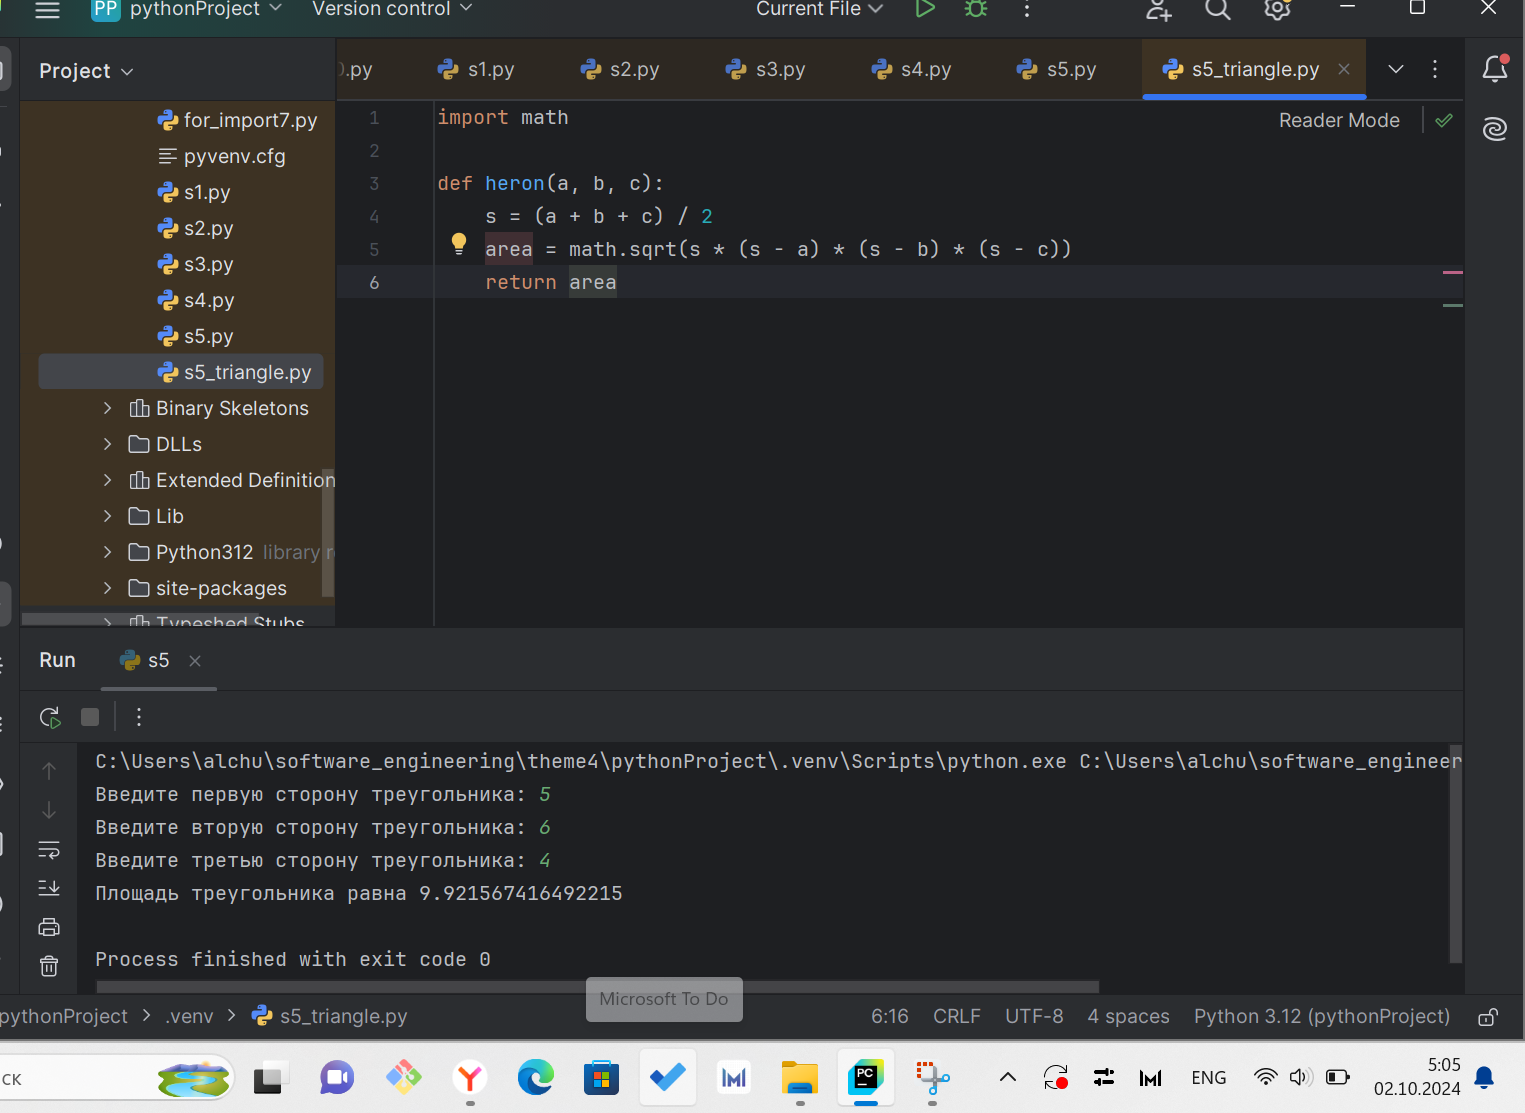 PP pythonProject Version control Current File
Project
.py s1.py s2.py s3.py s4.py s5.py s5_triangle.py
for_import7.py
pyvenv.cfg
s1.py
s2.py
s3.py
s4.py
s5.py
s5_triangle.py
Binary Skeletons
DLLs
Extended Definition
Lib
Python312 library r
site-packages
Typeshed Stubs
Reader Mode
1 import math
2
3 def heron(a, b, c):
4 s = (a + b + c) / 2
5 area = math.sqrt(s * (s - a) * (s - b) * (s - c))
6 return area
Run s5
C:\Users\alchu\software_engineering\theme4\pythonProject\.venv\Scripts\python.exe C:\Users\alchu\software_engineer
Введите первую сторону треугольника: 5
Введите вторую сторону треугольника: 6
Введите третью сторону треугольника: 4
Площадь треугольника равна 9.921567416492215
Process finished with exit code 0
Microsoft To Do
pythonProject > .venv > s5_triangle.py 6:16 CRLF UTF-8 4 spaces Python 3.12 (pythonProject)
ск
PC
ENG
5:05
02.10.2024